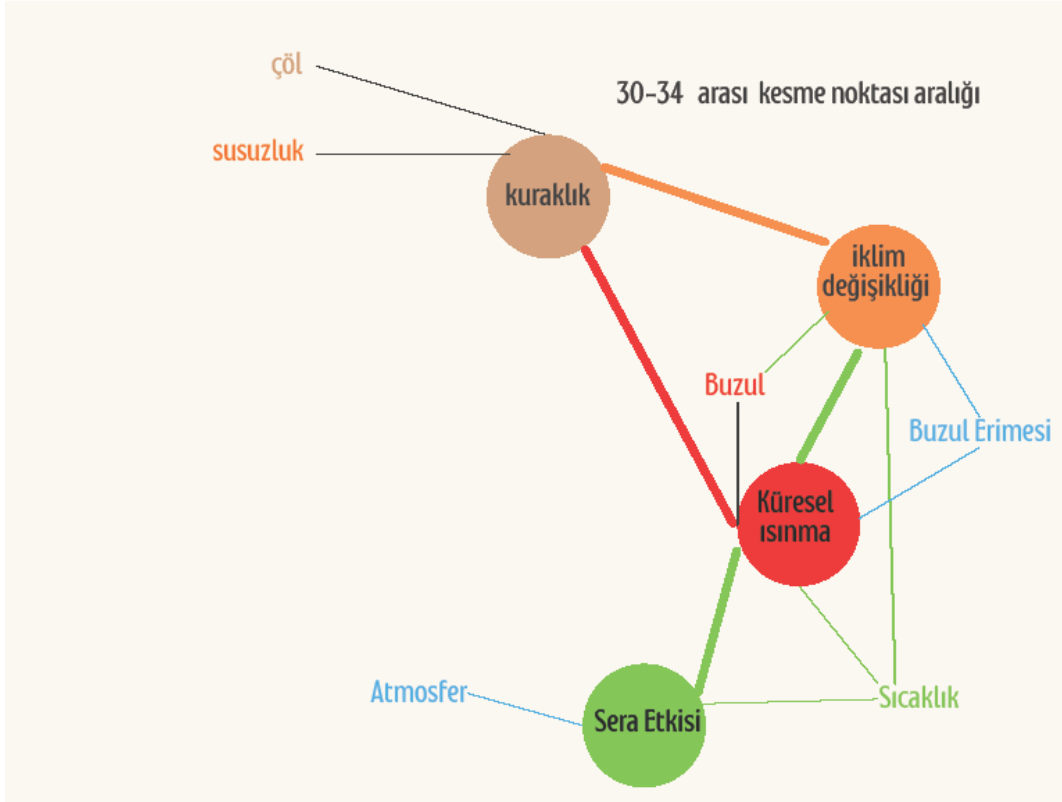 çöl
30-34 arası kesme noktası aralığı
susuzluk
kuraklık
iklim
değişikliği
Buzul
Buzul Erimesi
Küresel
ısınma
Atmosfer
Sıcaklık
Sera Etkisi